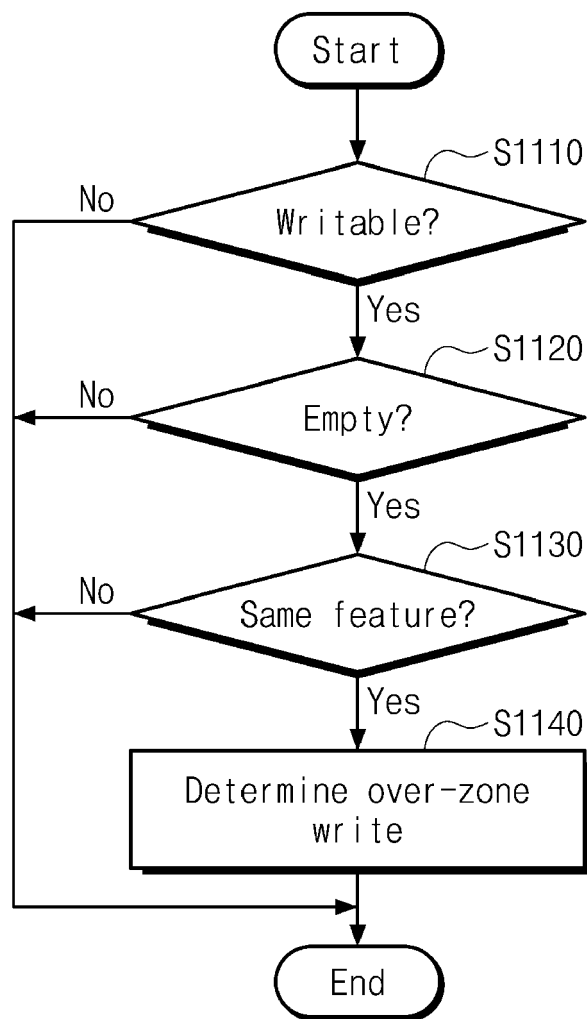 Start
S1110
No
Writable?
Yes
S1120
No
Empty?
Yes
S1130
No
Same feature?
Yes
S1140
Determine over-zone
write
End